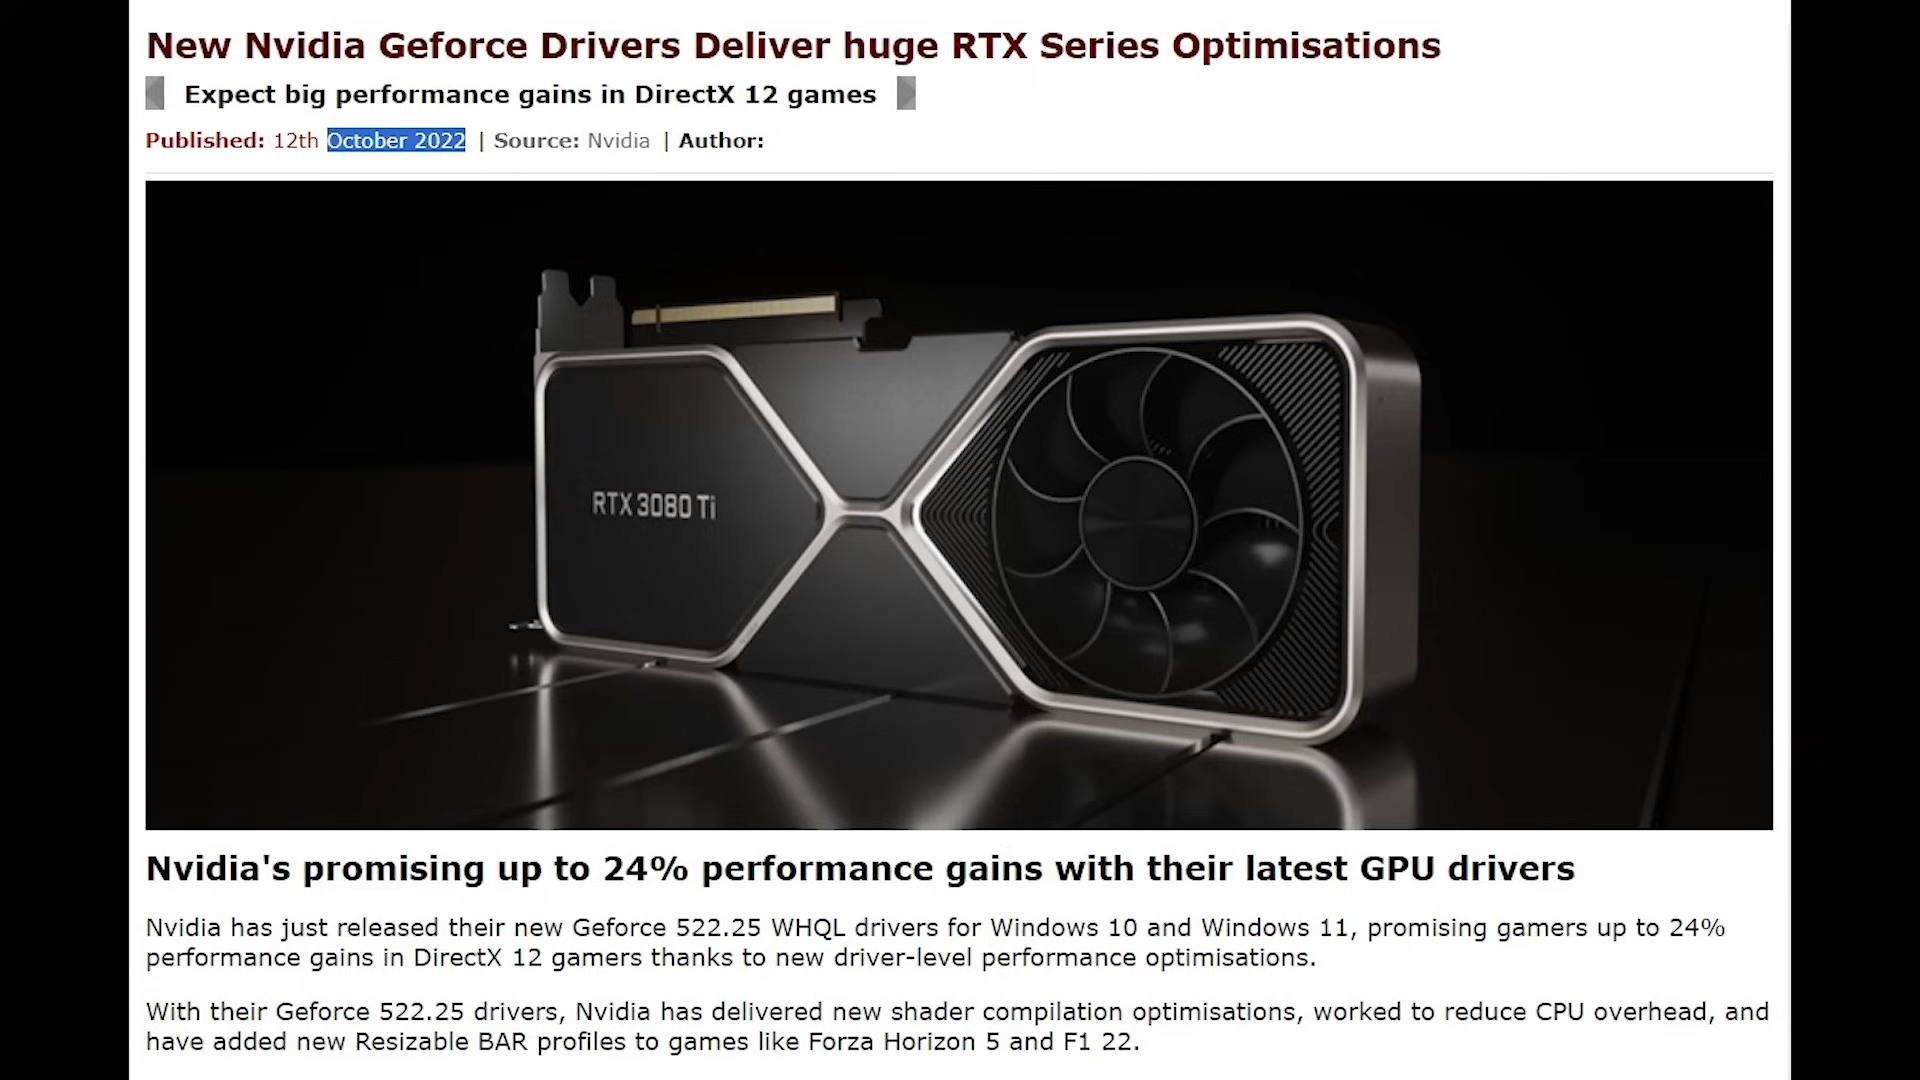 New Nvidia Geforce Drivers Deliver huge RTX Series Optimisations
Expect big performance gains in DirectX 12 games
Published: 12th October 2022 | Source: Nvidia | Author:
RTX 3080 Ti
Nvidia's promising up to 24% performance gains with their latest GPU drivers
Nvidia has just released their new Geforce 522.25 WHQL drivers for Windows 10 and Windows 11, promising gamers up to 24%
performance gains in DirectX 12 gamers thanks to new driver-level performance optimisations.
With their Geforce 522.25 drivers, Nvidia has delivered new shader compilation optimisations, worked to reduce CPU overhead, and
have added new Resizable BAR profiles to games like Forza Horizon 5 and F1 22.